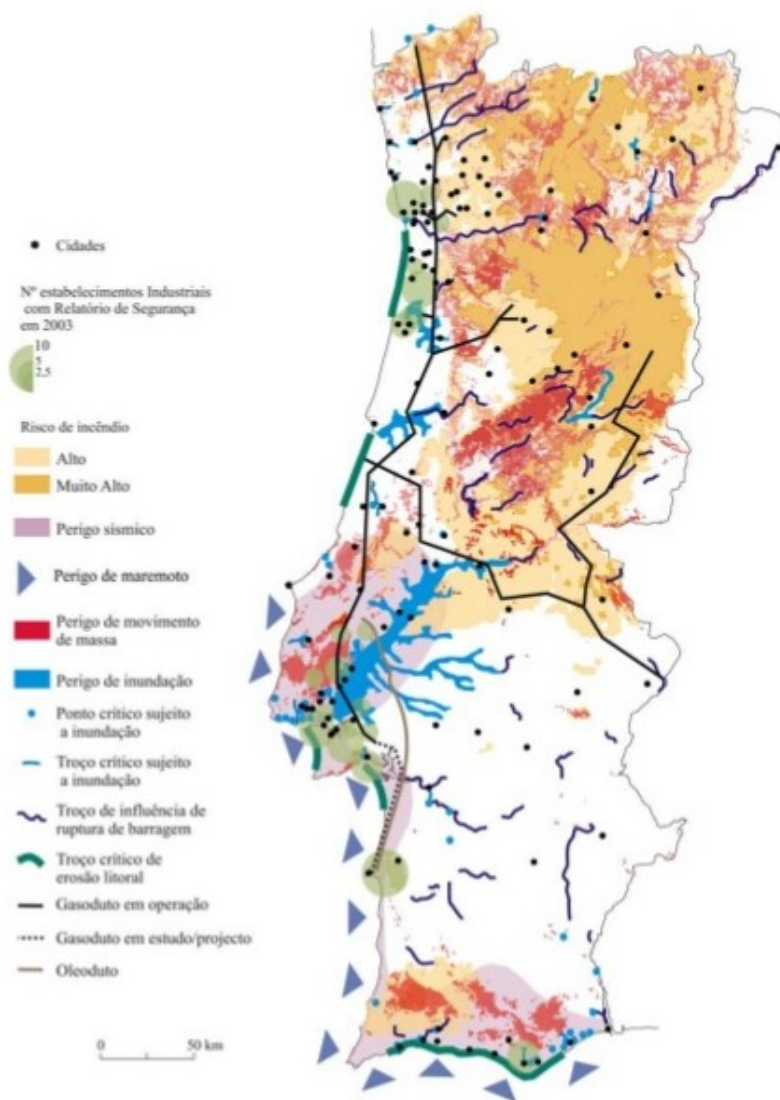 Cidades
Nº estabelecimentos Industriais
com Relatório de Segurança
em 2003
10
5
2,5
Risco de incêndio
Alto
Muito Alto
Perigo sísmico
Perigo de maremoto
Perigo de movimento
de massa
Perigo de inundação
Ponto crítico sujeito
a inundação
Troço crítico sujeito
a inundação
Troço de influência de
ruptura de barragem
Troço crítico de
erosão litoral
Gasoduto em operação
Gasoduto em estudo/projecto
Oleoduto
0 50 km